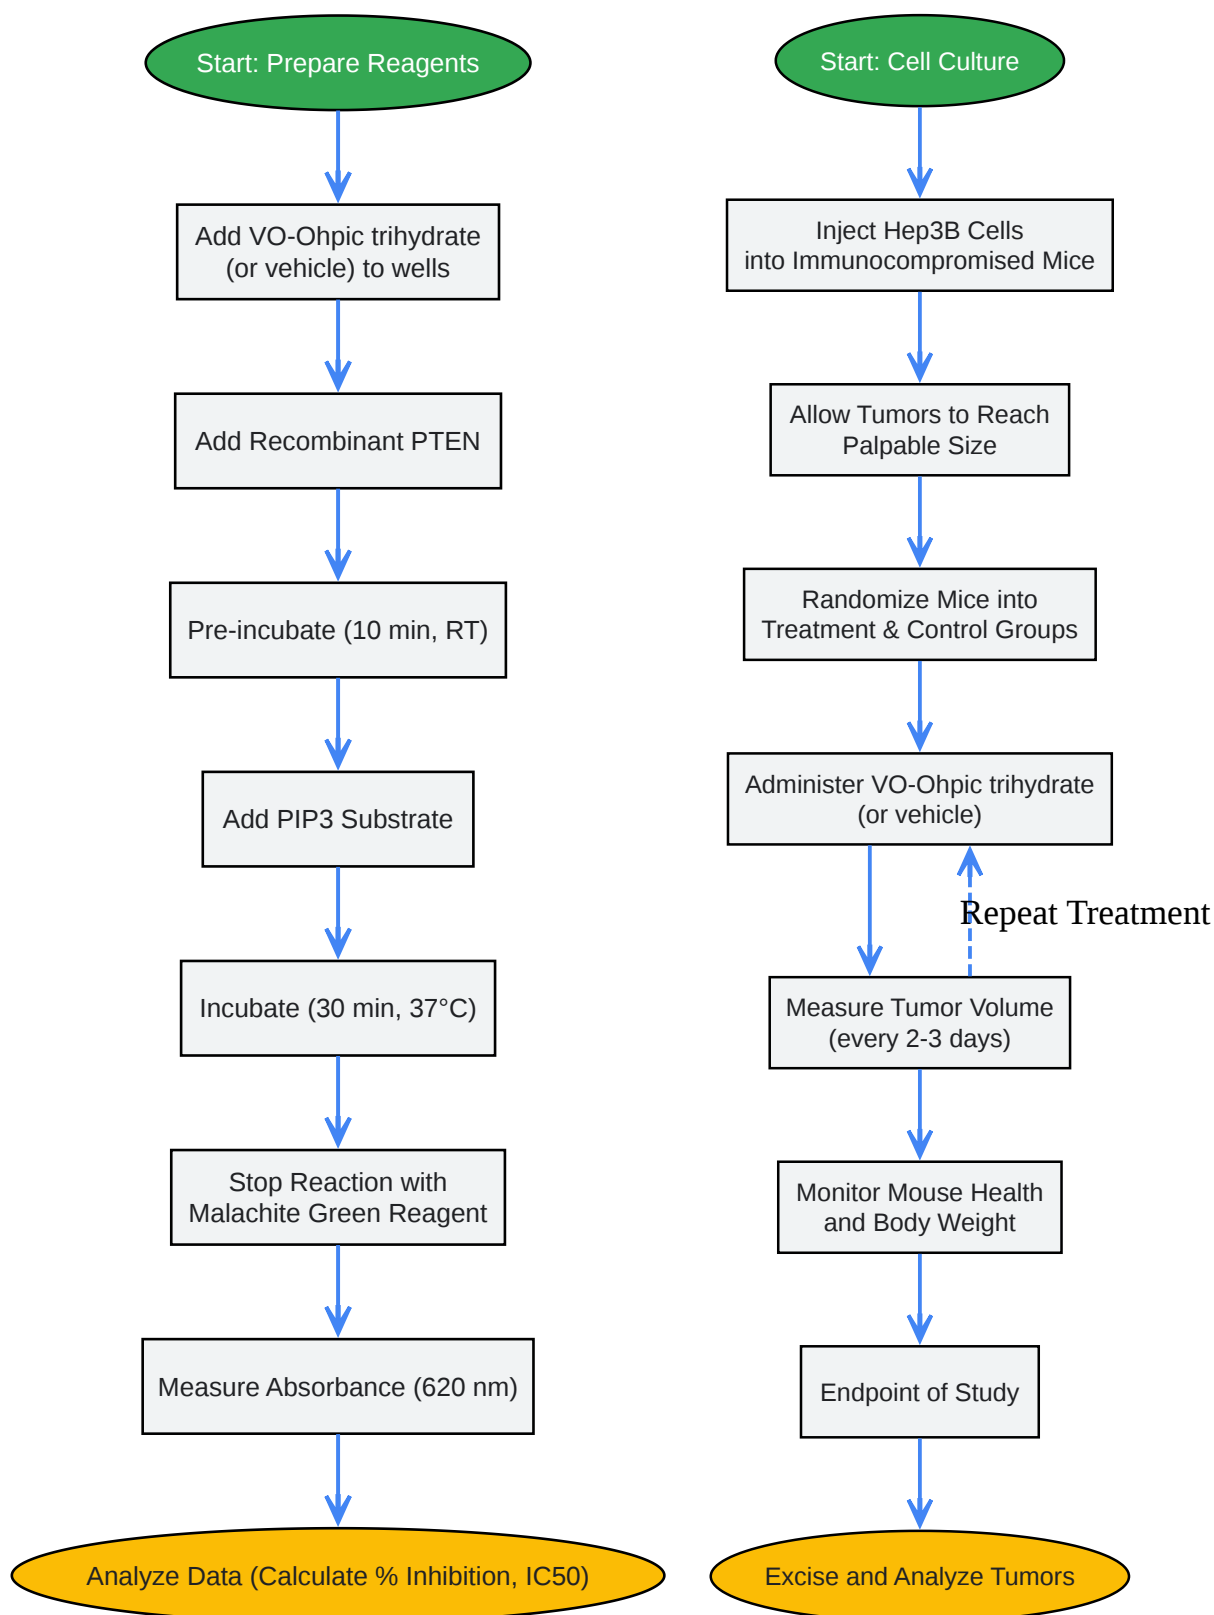 Start: Prepare Reagents
Add VO-Ohpic trihydrate
(or vehicle) to wells
Add Recombinant PTEN
Pre-incubate (10 min, RT)
Add PIP3 Substrate
Incubate (30 min, 37°C)
Stop Reaction with
Malachite Green Reagent
Measure Absorbance (620 nm)
Analyze Data (Calculate % Inhibition, IC50)
Start: Cell Culture
Inject Hep3B Cells
into Immunocompromised Mice
Allow Tumors to Reach
Palpable Size
Randomize Mice into
Treatment & Control Groups
Administer VO-Ohpic trihydrate
(or vehicle)
Repeat Treatment
Measure Tumor Volume
(every 2-3 days)
Monitor Mouse Health
and Body Weight
Endpoint of Study
Excise and Analyze Tumors